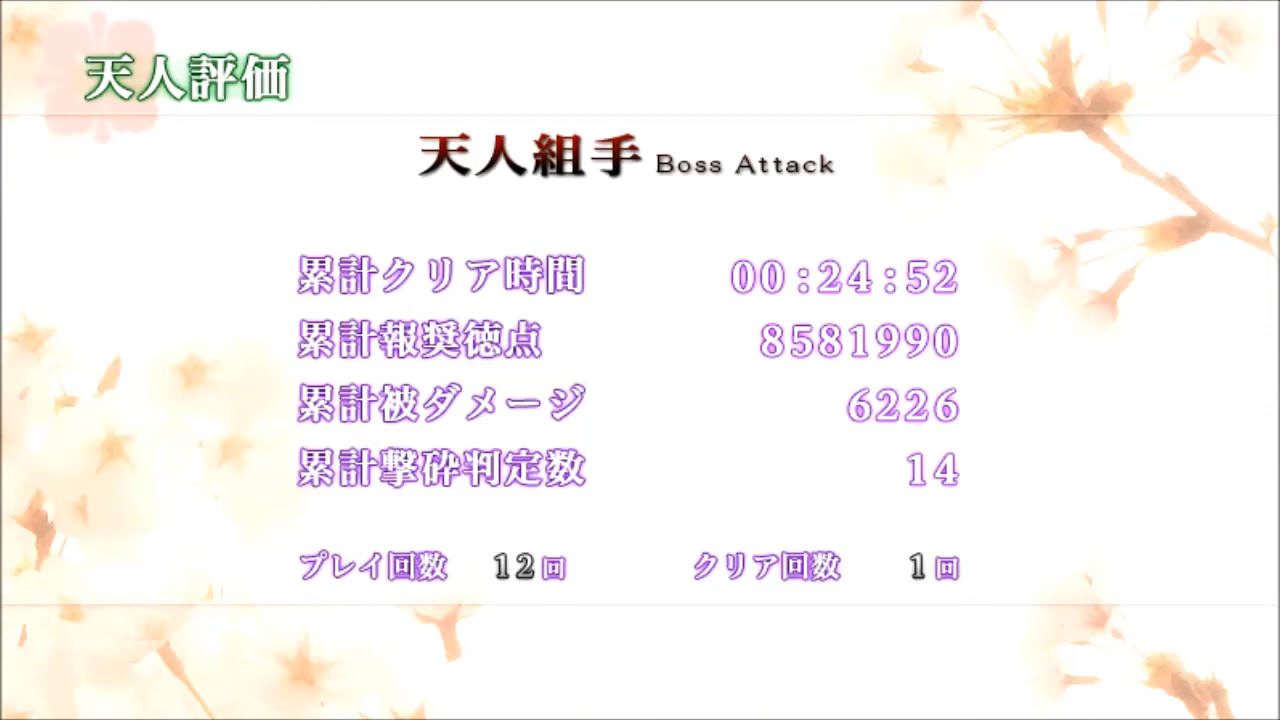 天人評価
天人組手 Boss Attack
累計クリア時間 00:24:52
累計報奨徳点 8581990
累計被ダメージ 6226
累計撃砕判定数 14
プレイ回数 12回 クリア回数 1回